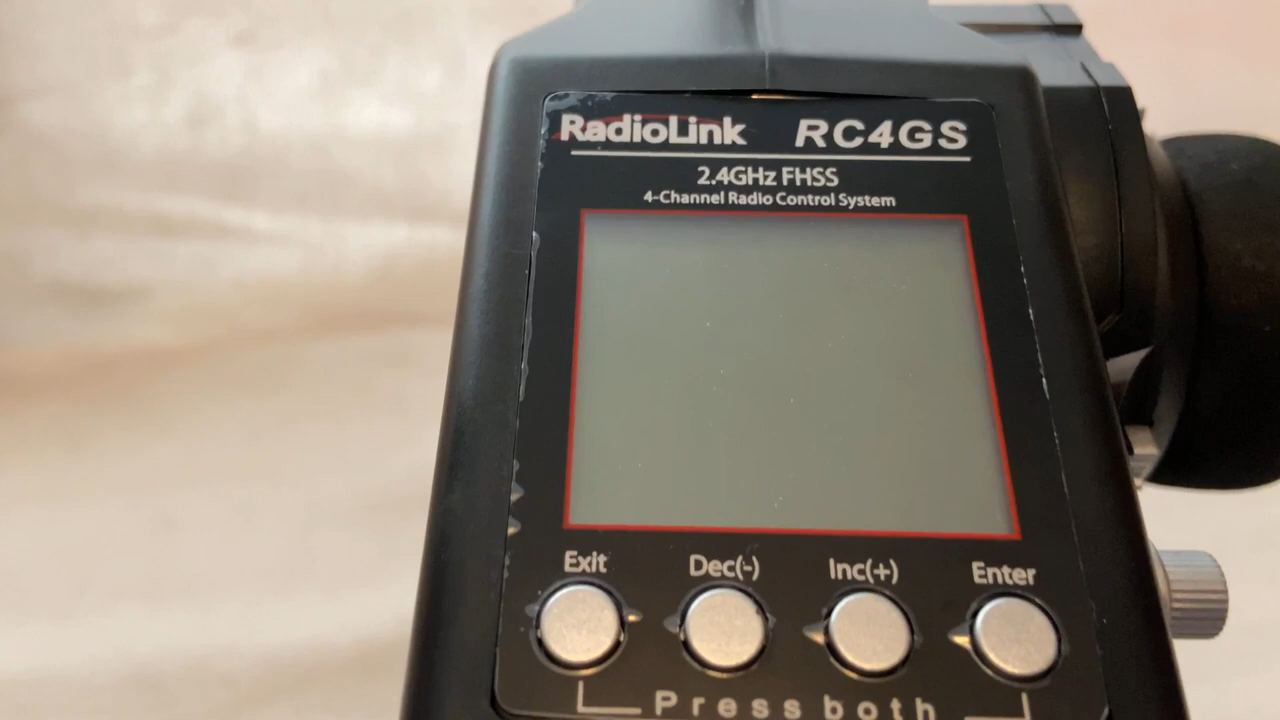 RadioLink RC4GS
2.4GHz FHSS
4-Channel Radio Control System
Exit Dec(-) Inc(+) Enter
Press both